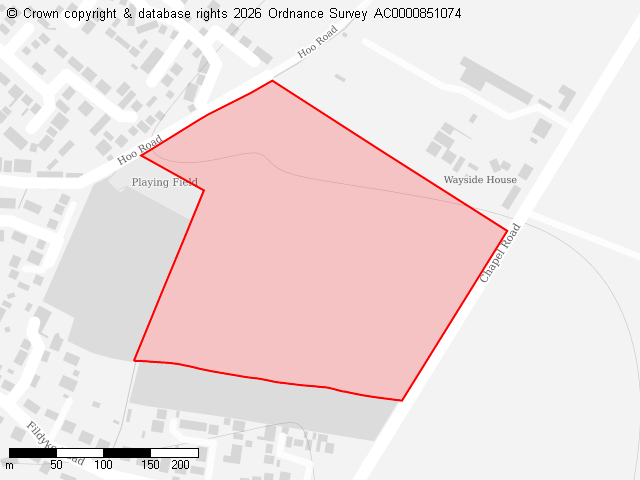 © Crown copyright & database rights 2026 Ordnance Survey AC0000851074
Hoo Road
Hoo Road
Playing Field
Wayside House
Chapel Road
m 50 100 150 200